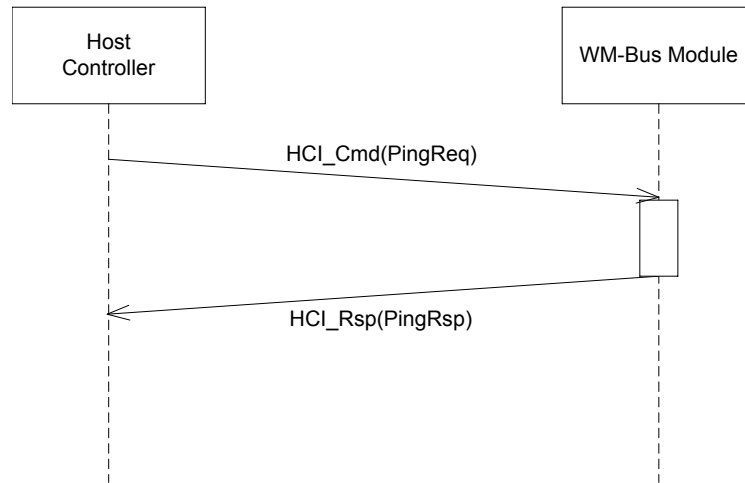 Host
Controller
WM-Bus Module
HCI_Cmd(PingReq)
HCI_Rsp(PingRsp)